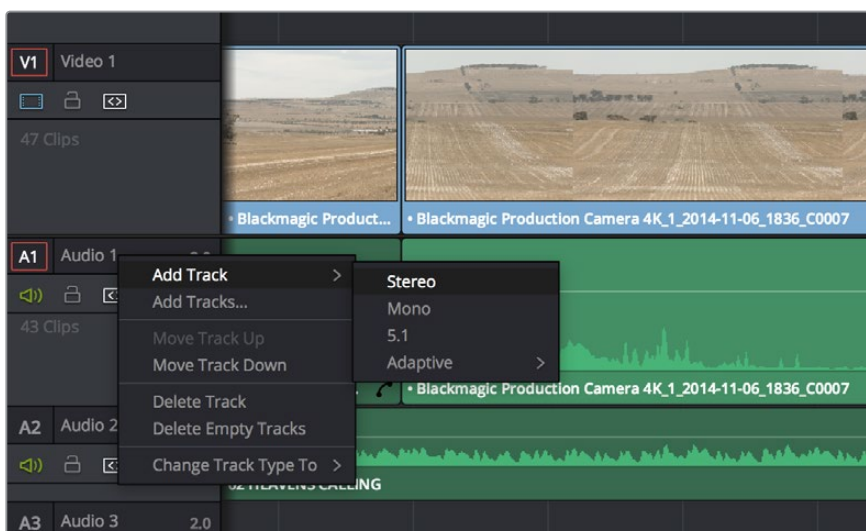 V1 Video 1
47 Clips
• Blackmagic Product...
• Blackmagic Production Camera 4K_1_2014-11-06_1836_C0007
A1 Audio 1
43 Clips
Add Track >
Add Tracks...
Move Track Up
Move Track Down
Delete Track
Delete Empty Tracks
Change Track Type To >
Stereo
Mono
5.1
Adaptive >
• Blackmagic Production Camera 4K_1_2014-11-06_1836_C0007
A2 Audio 2
HEAVENS CALLING
A3 Audio 3 2.0